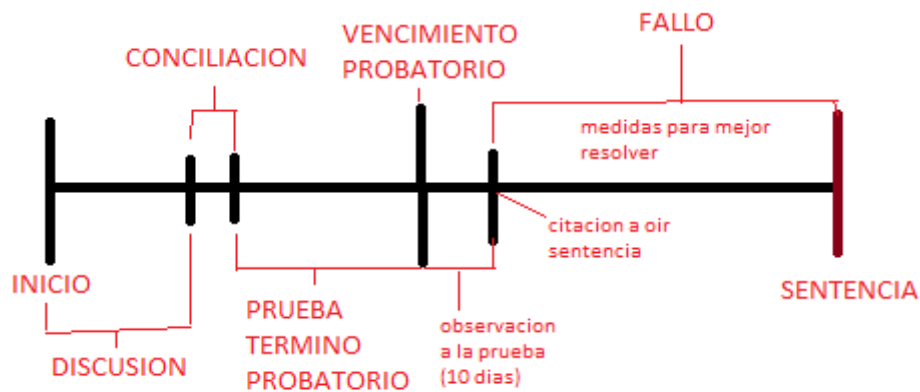 FALLO
VENCIMIENTO
PROBATORIO
CONCILIACION
medidas para mejor
resolver
citacion a oir
sentencia
INICIO
SENTENCIA
PRUEBA
TERMINO
PROBATORIO
observacion
a la prueba
(10 dias)
DISCUSION